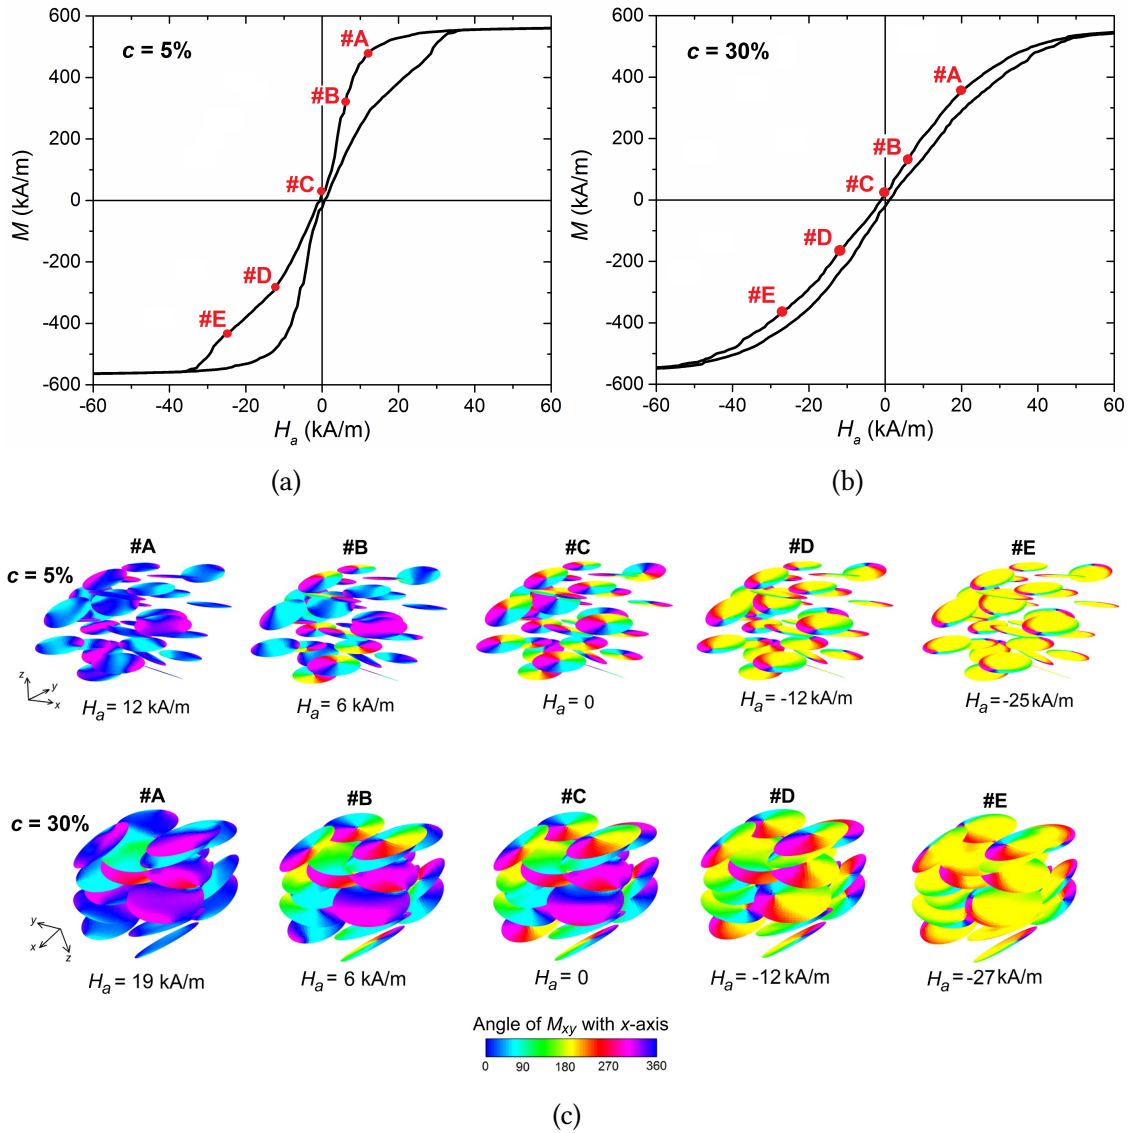 c = 5%
#A
#B
#C
#D
#E
600
400
200
0
-200
-400
-600
M (kA/m)
-60 -40 -20 0 20 40 60
Hₐ (kA/m)
(a)
c = 30%
#A
#B
#C
#D
#E
600
400
200
0
-200
-400
-600
M (kA/m)
-60 -40 -20 0 20 40 60
Hₐ (kA/m)
(b)
#A #B #C #D #E
c = 5%
z y x
Hₐ = 12 kA/m Hₐ = 6 kA/m Hₐ = 0 Hₐ = -12 kA/m Hₐ = -25 kA/m
#A #B #C #D #E
c = 30%
y x z
Hₐ = 19 kA/m Hₐ = 6 kA/m Hₐ = 0 Hₐ = -12 kA/m Hₐ = -27 kA/m
Angle of Mxy with x-axis
0 90 180 270 360
(c)